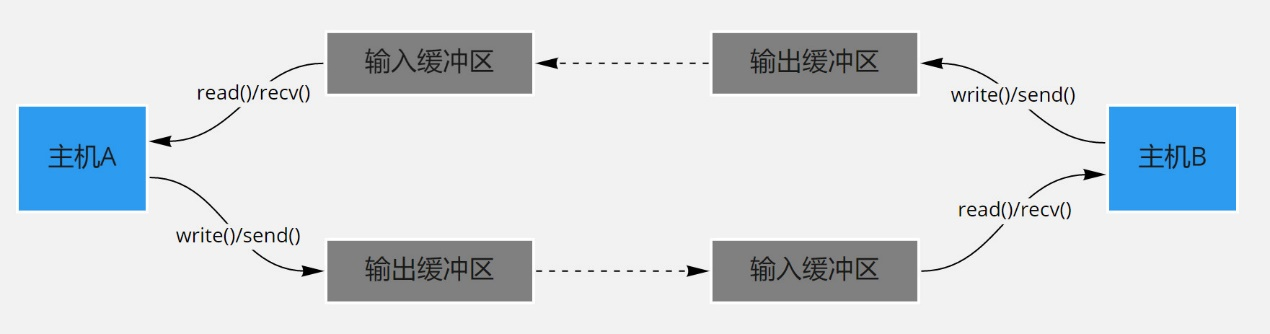 输入缓冲区
输出缓冲区
read()/recv()
write()/send()
主机A
主机B
write()/send()
read()/recv()
输出缓冲区
输入缓冲区